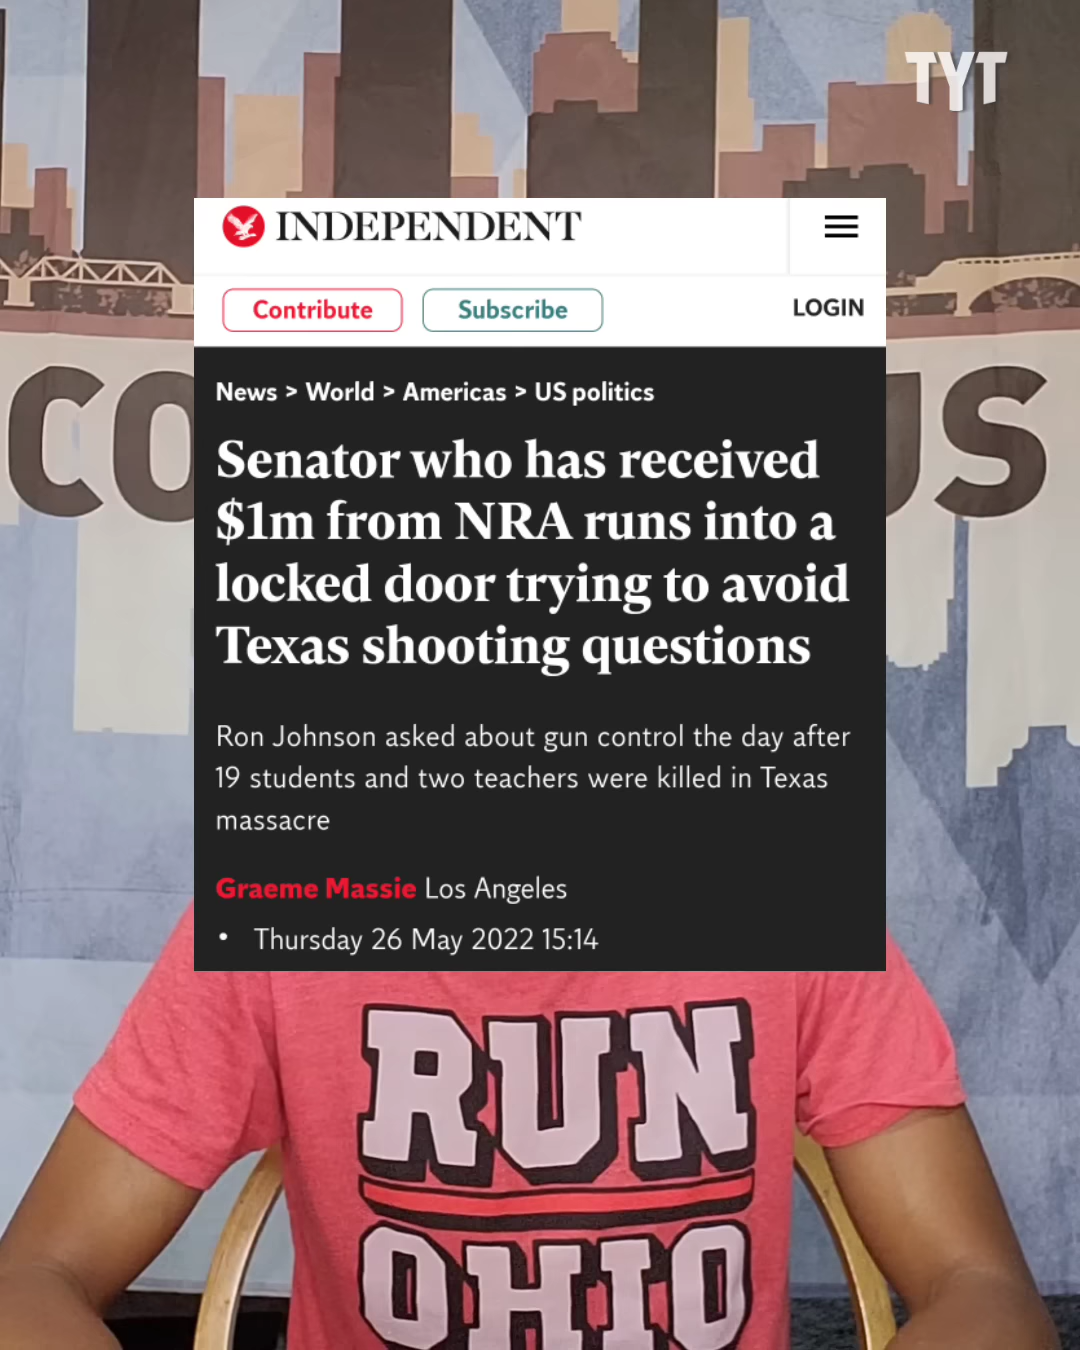 TYT
INDEPENDENT
Contribute
Subscribe
LOGIN
News > World > Americas > US politics
Senator who has received
$1m from NRA runs into a
locked door trying to avoid
Texas shooting questions
Ron Johnson asked about gun control the day after
19 students and two teachers were killed in Texas
massacre
Graeme Massie Los Angeles
• Thursday 26 May 2022 15:14
CO
US
RUN
OHIO